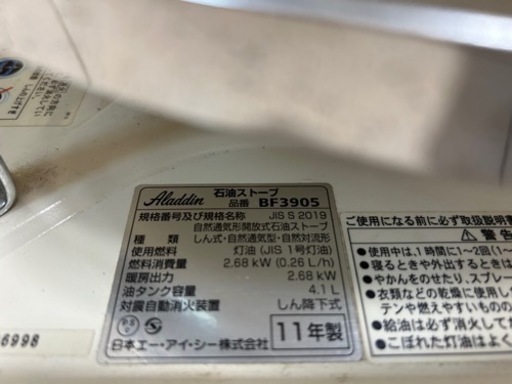 Aladdin 石油ストーブ
品番 BF3905
規格番号及び規格名称 JIS S 2019
自然通気形開放式石油ストーブ
種類 しん式・自然通気型・自然対流形
使用燃料 灯油 (JIS 1号灯油)
燃料消費量 2.68 kW (0.26 L/h)
暖房出力 2.68 kW
油タンク容量 4.1 L
対震自動消火装置 しん降下式
11年製
日本エー・アイ・シー株式会社
6998
ご使用になる前に必ず取扱説明
警告
使用中は、1時間に1~2回(1~
●寝るときや外出するときは
●やかんをのせたり、スプレ
●衣類などの乾燥に使用し
テンや燃えやすいものの
●給油は必ず消火して
こぼれた灯油はよく